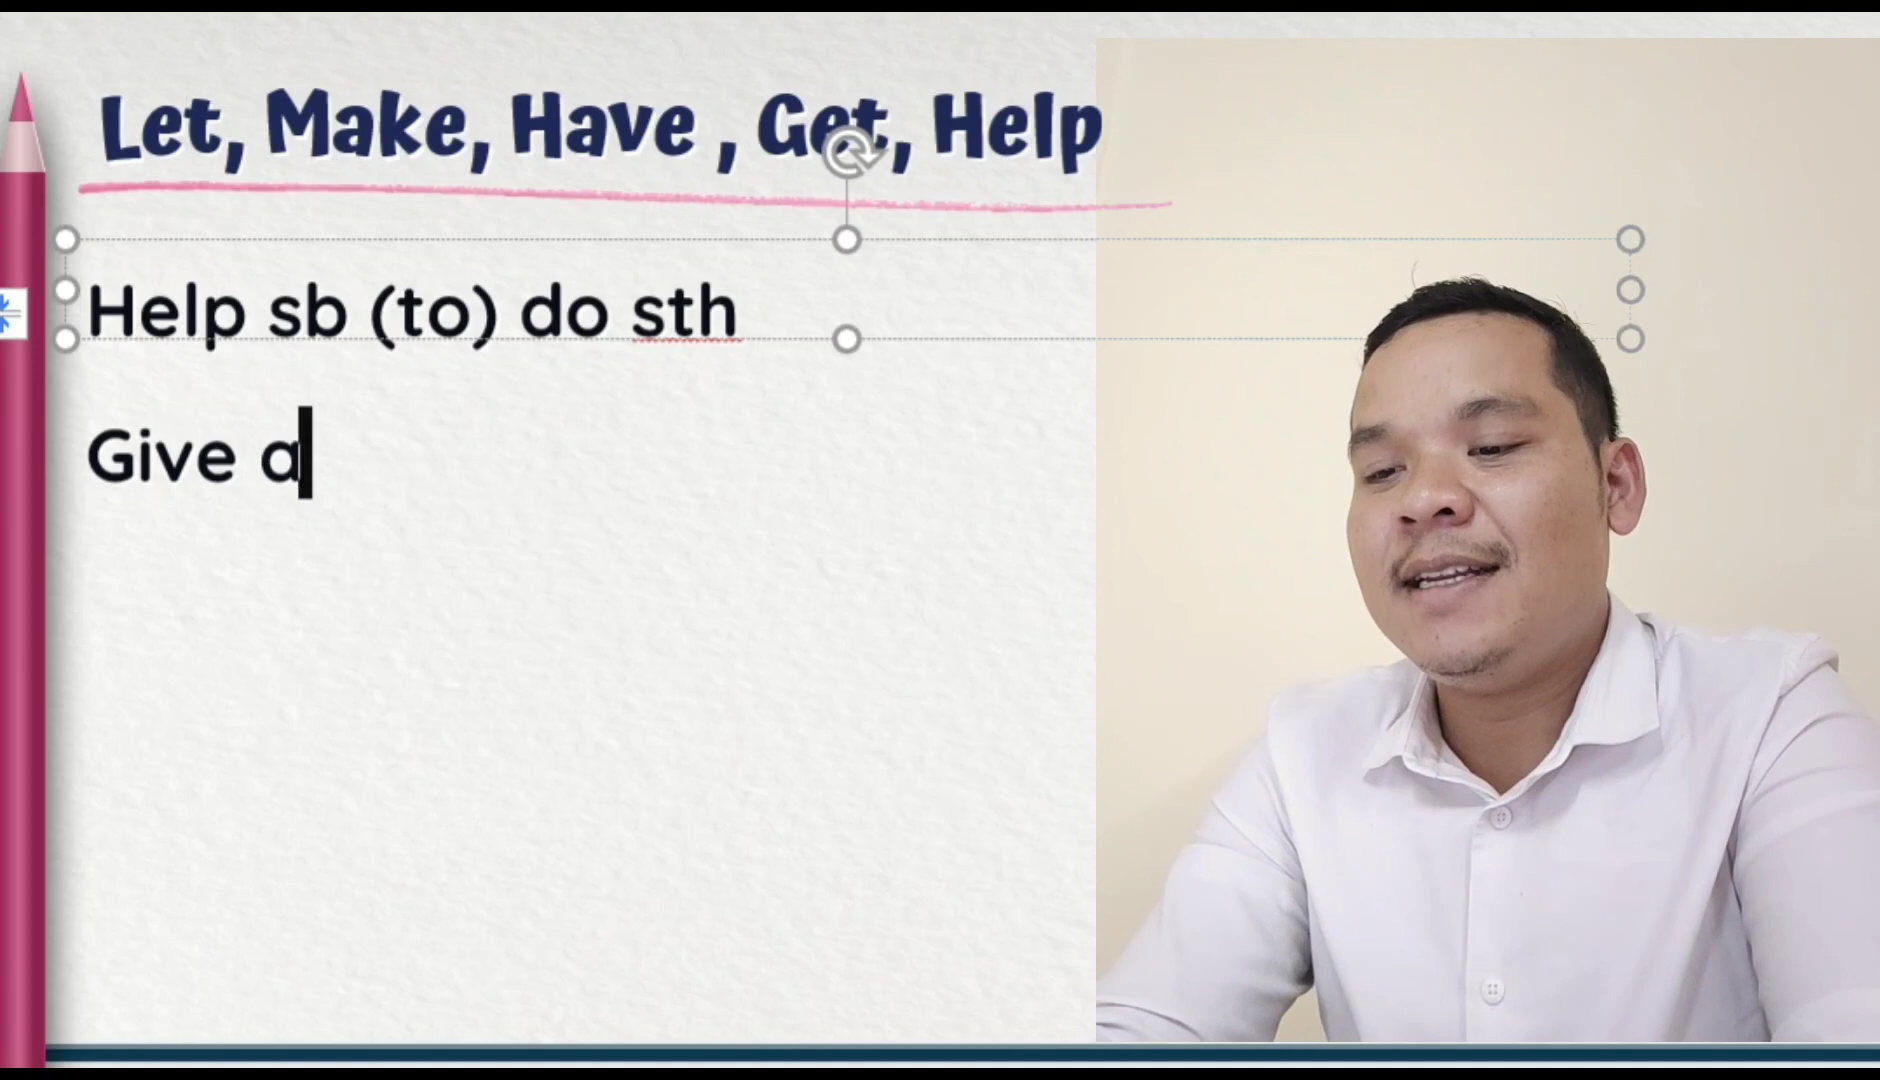 Let, Make, Have , Get, Help
Help sb (to) do sth
Give a